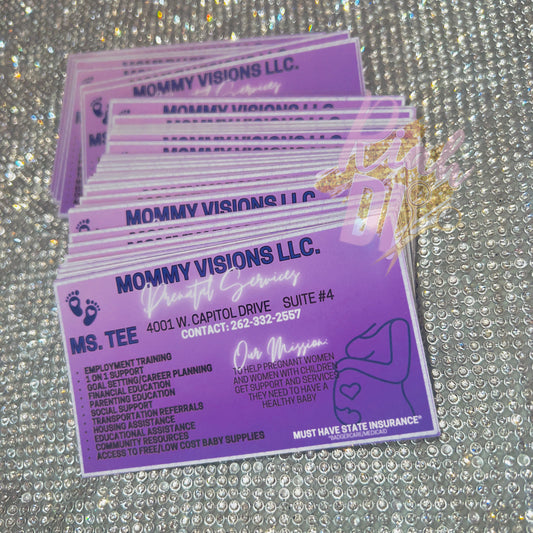 MOMMY VISIONS LLC.
MOMMY VISIONS LLC.
MOMMY VISIONS LLC.
MOMMY VISIONS LLC.
Prenatal Services
4001 W. CAPITOL DRIVE SUITE #4
MS. TEE
CONTACT: 262-332-2557
• EMPLOYMENT TRAINING
• 1 ON 1 SUPPORT
• GOAL SETTING/CAREER PLANNING
• FINANCIAL EDUCATION
• PARENTING EDUCATION
• SOCIAL SUPPORT
• TRANSPORTATION REFERRALS
• HOUSING ASSISTANCE
• EDUCATIONAL ASSISTANCE
• COMMUNITY RESOURCES
• ACCESS TO FREE/LOW COST BABY SUPPLIES
Our Mission:
TO HELP PREGNANT WOMEN
AND WOMEN WITH CHILDREN
GET SUPPORT AND SERVICES
THEY NEED TO HAVE A
HEALTHY BABY
MUST HAVE STATE INSURANCE*
*BADGERCARE/MEDICAID